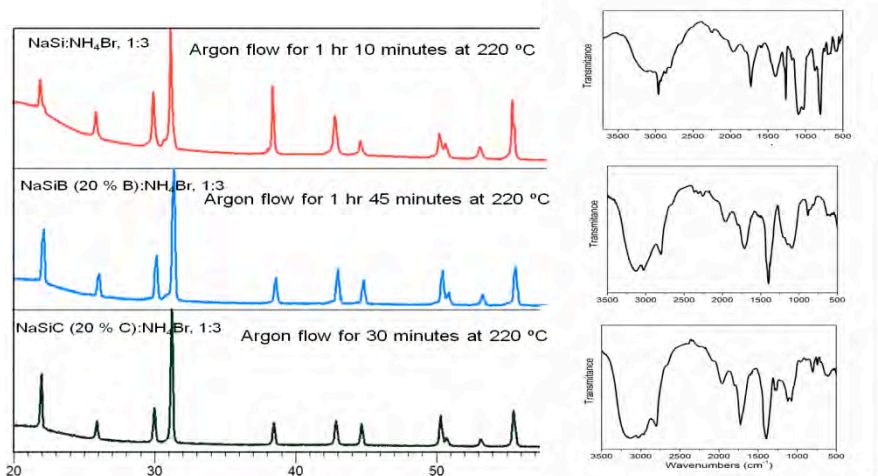 NaSi:NH₄Br, 1:3
Argon flow for 1 hr 10 minutes at 220 ºC
NaSiB (20 % B):NH₄Br, 1:3
Argon flow for 1 hr 45 minutes at 220 ºC
NaSiC (20 % C):NH₄Br, 1:3
Argon flow for 30 minutes at 220 ºC
20 30 40 50
Transmitance
3500 3000 2500 2000 1500 1000 500
Transmitance
3500 3000 2500 2000 1500 1000 500
Transmitance
3500 3000 2500 2000 1500 1000 500
Wavenumbers (cm⁻¹)